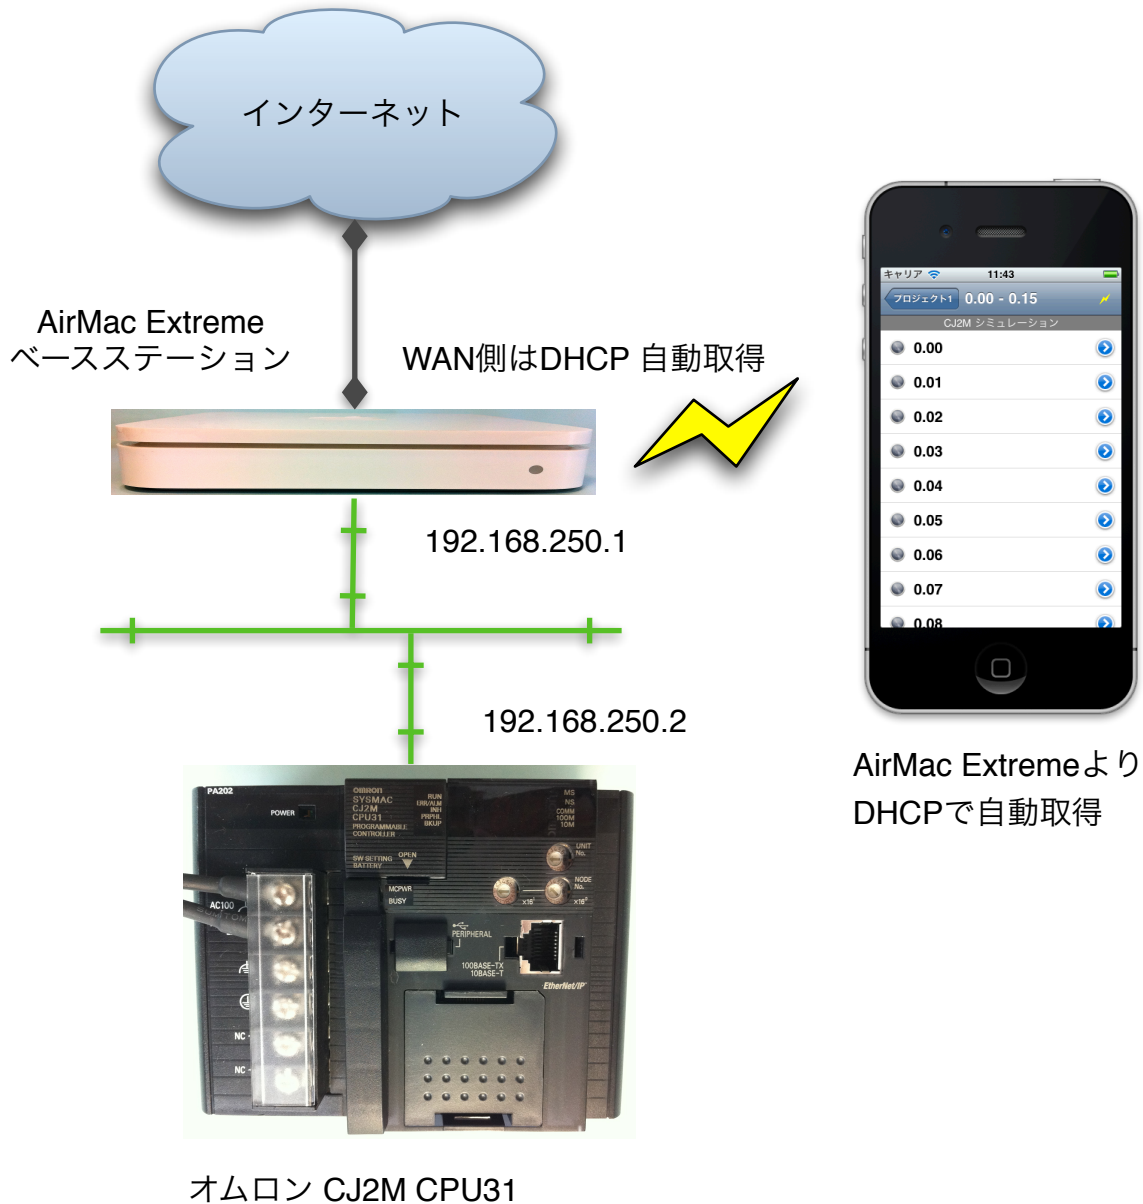 インターネット
AirMac Extreme
ベースステーション
WAN側はDHCP 自動取得
192.168.250.1
192.168.250.2
キャリア 11:43
プロジェクト1 0.00 - 0.15
CJ2M シミュレーション
0.00
0.01
0.02
0.03
0.04
0.05
0.06
0.07
0.08
AirMac Extremeより
DHCPで自動取得
PA202
POWER
AC100
NC
NC
OMRON
SYSMAC
CJ2M
CPU31
PROGRAMMABLE
CONTROLLER
RUN
ERR/ALM
INH
PRPHL
BKUP
SW SETTING
BATTERY
OPEN
MS
NS
COMM
100M
10M
UNIT
No.
NODE
No.
x16¹
x16⁰
MCPWR
BUSY
PERIPHERAL
100BASE-TX
10BASE-T
EtherNet/IP
オムロン CJ2M CPU31